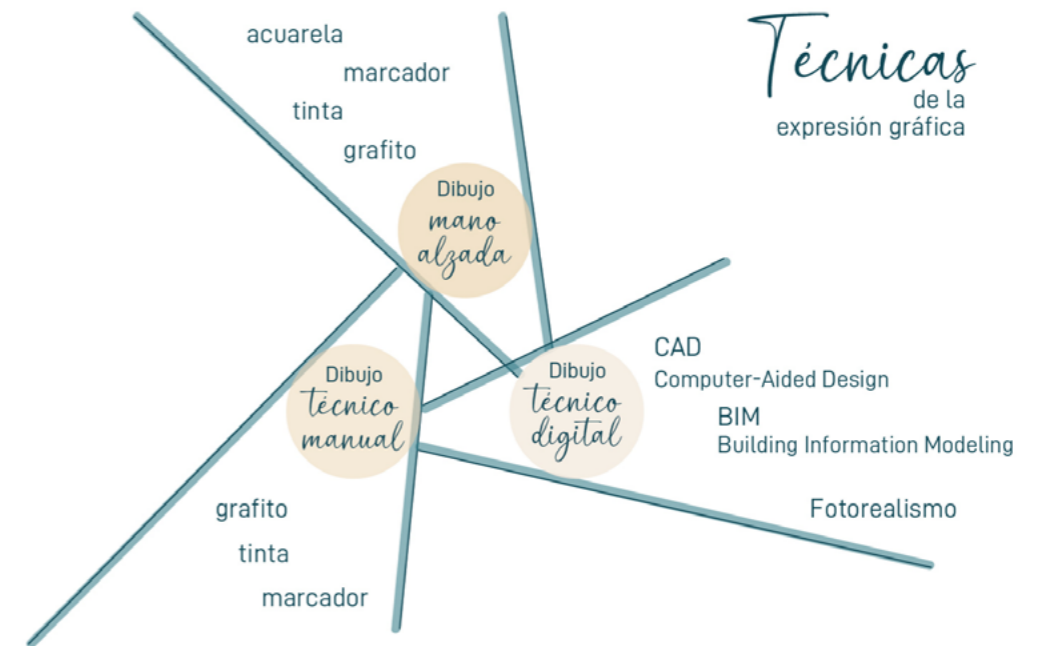 Técnicas
de la
expresión gráfica
acuarela
marcador
tinta
grafito
Dibujo
mano
alzada
Dibujo
técnico
manual
grafito
tinta
marcador
Dibujo
técnico
digital
CAD
Computer-Aided Design
BIM
Building Information Modeling
Fotorealismo